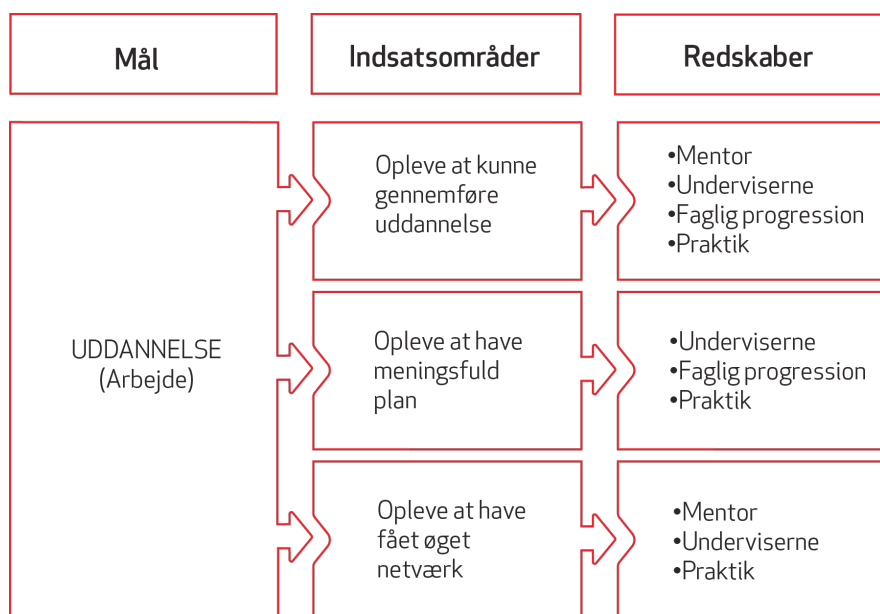 Mål
Indsatsområder
Redskaber
UDDANNELSE
(Arbejde)
Opleve at kunne
gennemføre
uddannelse
•Mentor
•Underviserne
•Faglig progression
•Praktik
Opleve at have
meningsfuld
plan
•Underviserne
•Faglig progression
•Praktik
Opleve at have
fået øget
netværk
•Mentor
•Underviserne
•Praktik